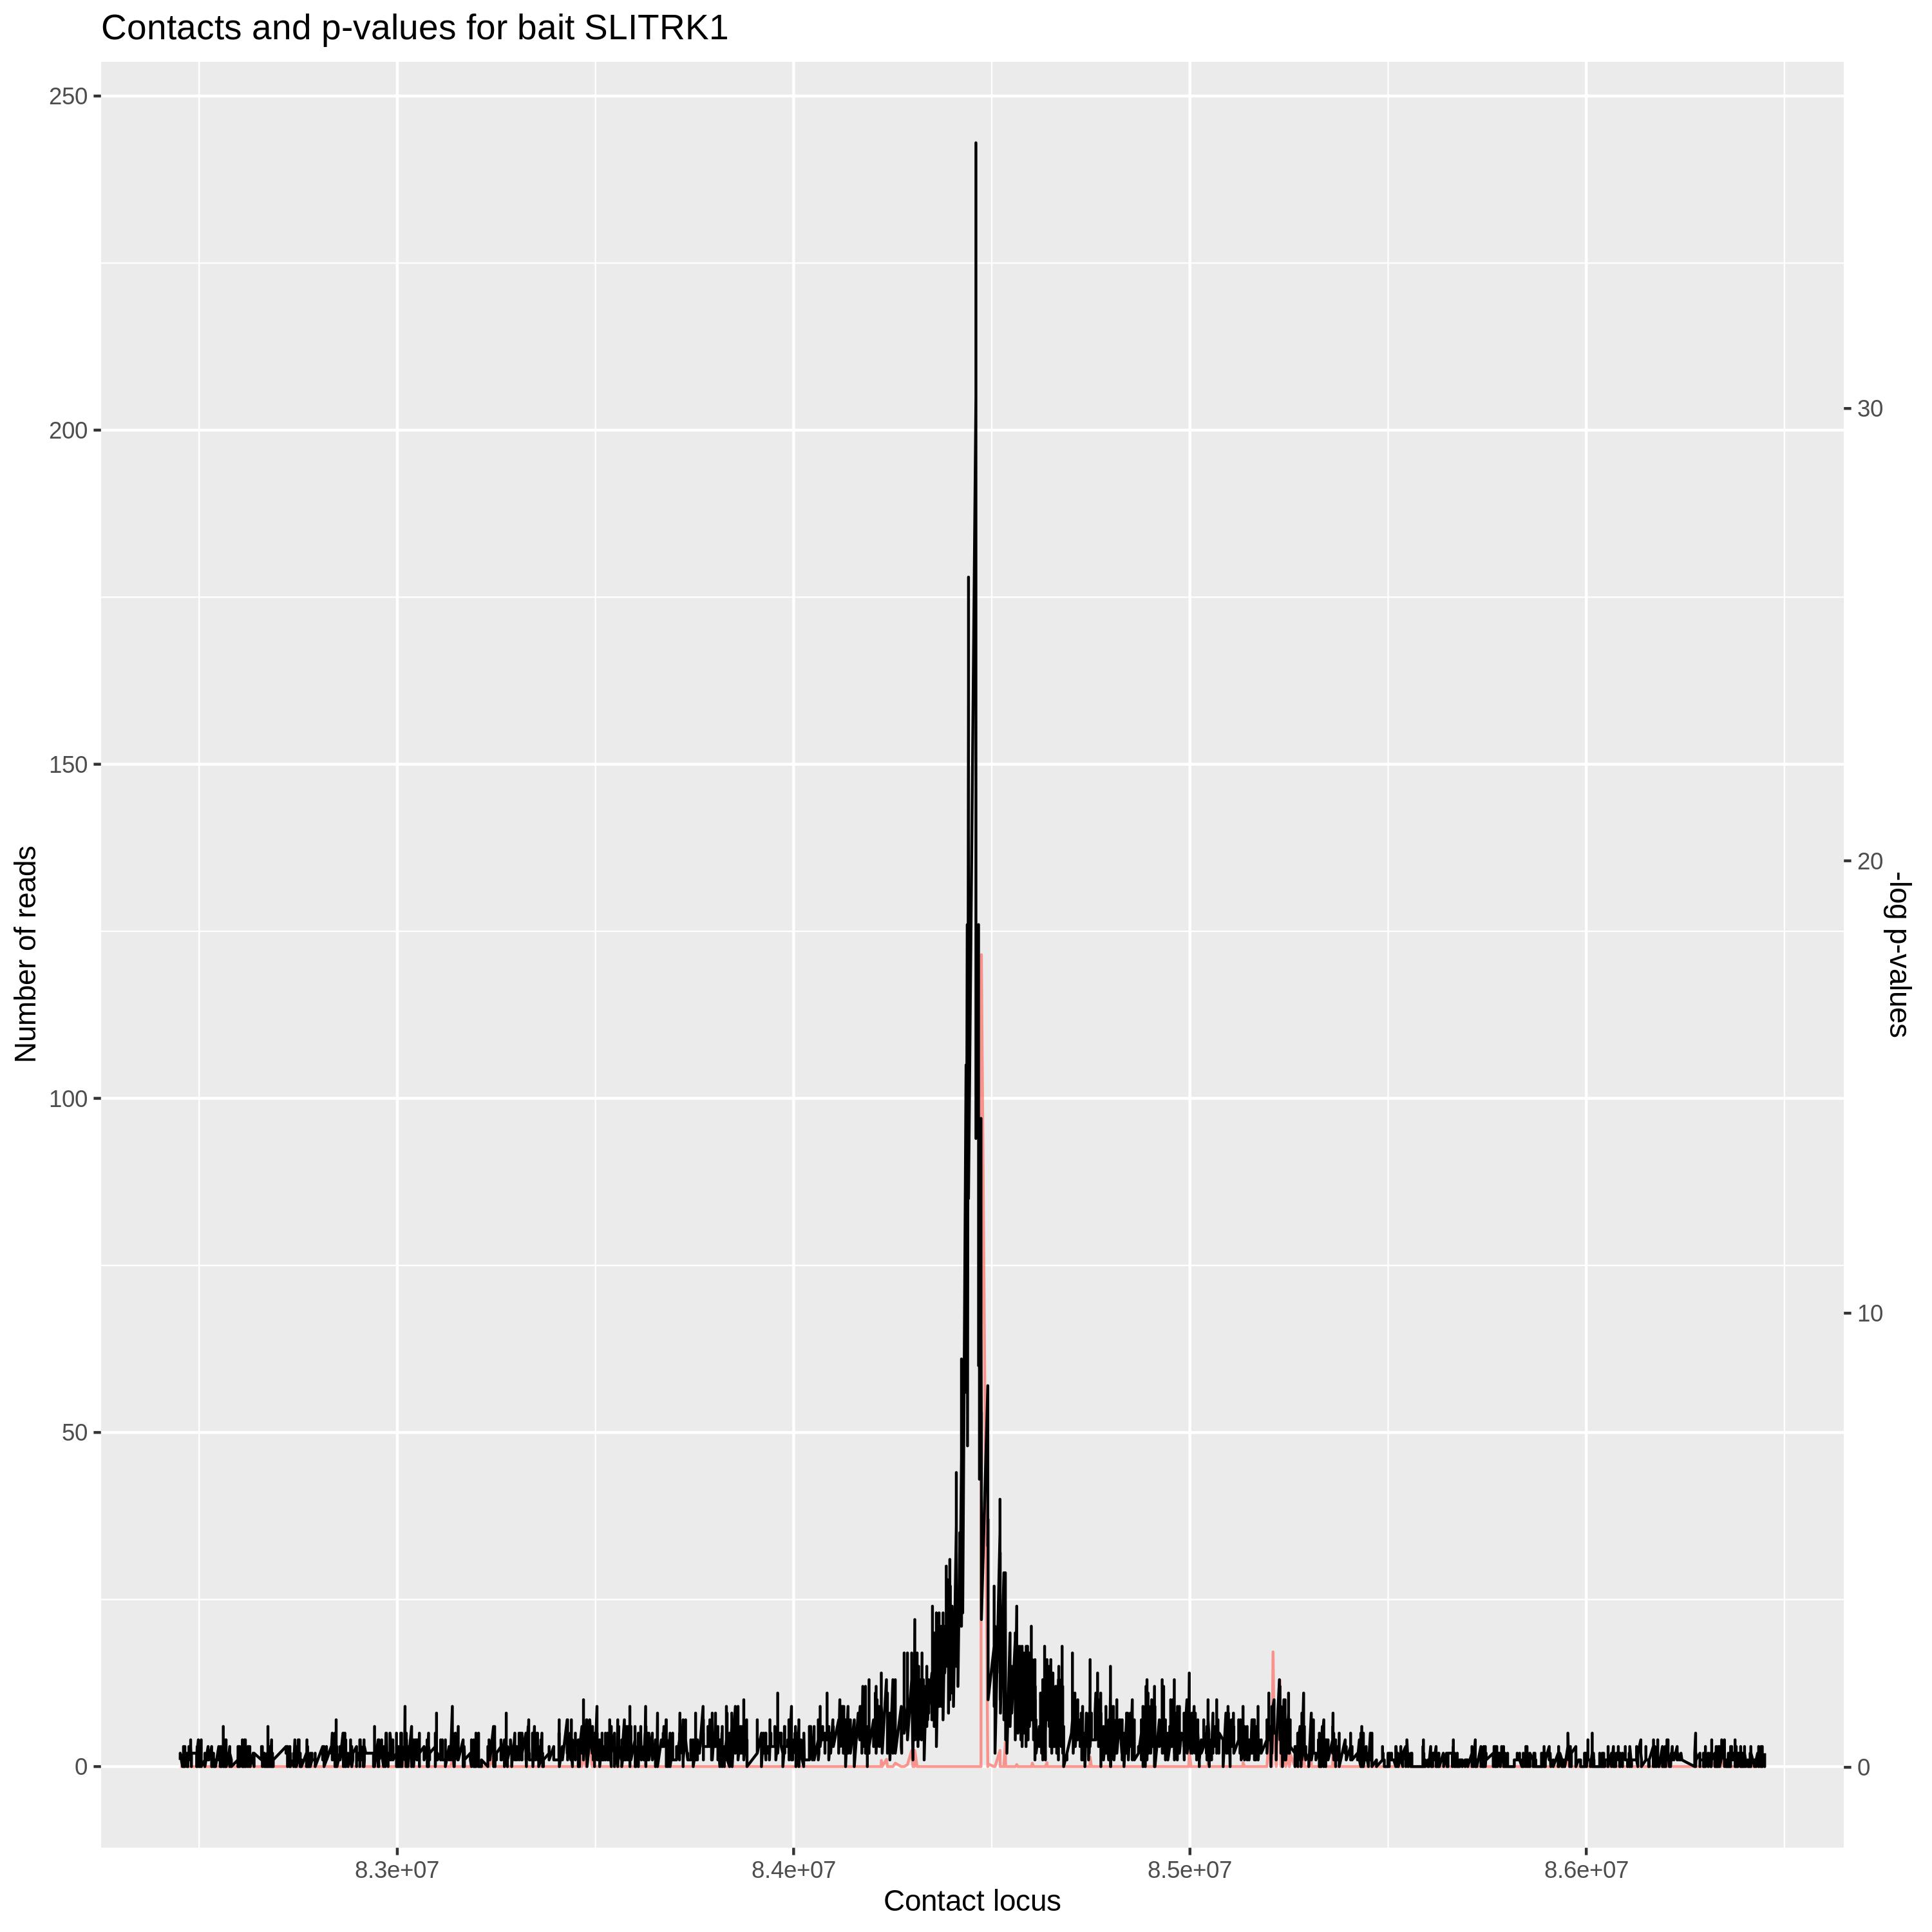 Contacts and p-values for bait SLITRK1
250
200
150
100
50
0
Number of reads
30
20
10
0
-log p-values
8.3e+07
8.4e+07
8.5e+07
8.6e+07
Contact locus